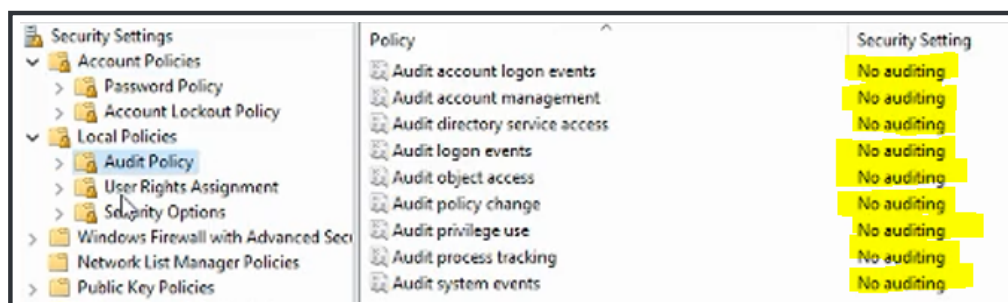 Security Settings
Account Policies
Password Policy
Account Lockout Policy
Local Policies
Audit Policy
User Rights Assignment
Security Options
Windows Firewall with Advanced Secu
Network List Manager Policies
Public Key Policies
Policy Security Setting
Audit account logon events No auditing
Audit account management No auditing
Audit directory service access No auditing
Audit logon events No auditing
Audit object access No auditing
Audit policy change No auditing
Audit privilege use No auditing
Audit process tracking No auditing
Audit system events No auditing